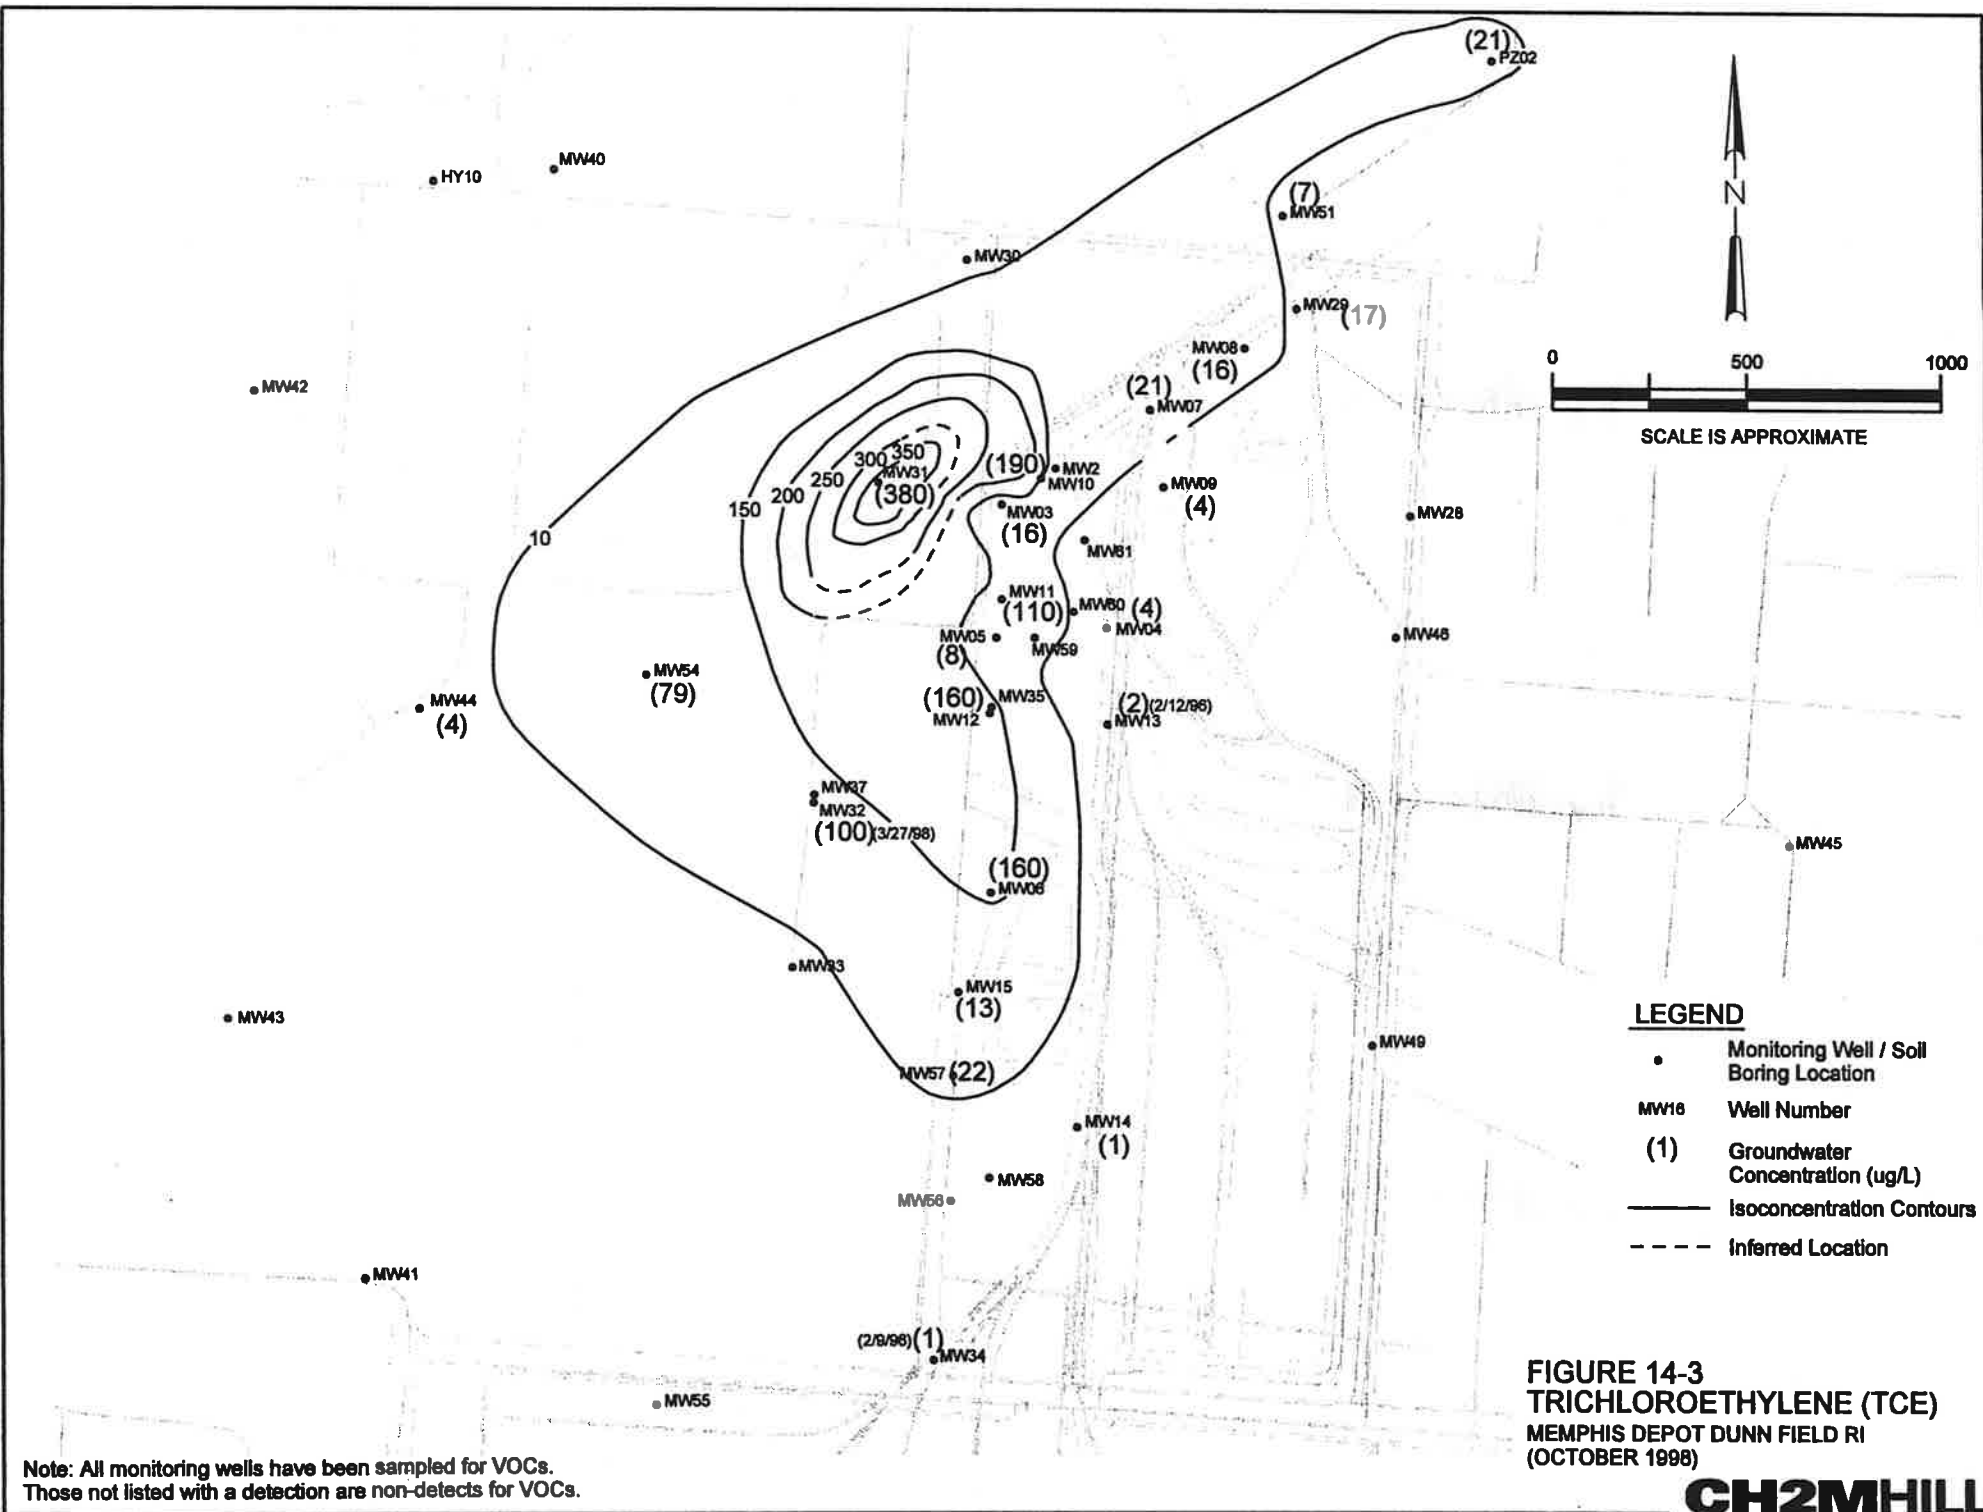 (21)
PZ02
MW40
HY10
(7)
MW51
N
MW30
MW29
(17)
MW08
(16)
0 500 1000
SCALE IS APPROXIMATE
MW42
(21)
MW07
350
300
MW31
(380)
250
200
150
10
(190)
MW2
MW10
MW03
(16)
MW09
(4)
MW28
MW61
MW11
(110)
MW60
(4)
MW04
MW05
(8)
MW59
MW46
MW54
(79)
MW44
(4)
(160)
MW35
MW12
(2)(2/12/96)
MW13
MW37
MW32
(100)(3/27/98)
(160)
MW06
MW45
MW33
MW15
(13)
MW43
MW49
MW57 (22)
MW14
(1)
MW58
MW56
MW41
(2/9/96)(1)
MW34
MW55
LEGEND
Monitoring Well / Soil
Boring Location
MW16 Well Number
(1) Groundwater
Concentration (ug/L)
Isoconcentration Contours
Inferred Location
FIGURE 14-3
TRICHLOROETHYLENE (TCE)
MEMPHIS DEPOT DUNN FIELD RI
(OCTOBER 1998)
CH2MHILL
Note: All monitoring wells have been sampled for VOCs.
Those not listed with a detection are non-detects for VOCs.